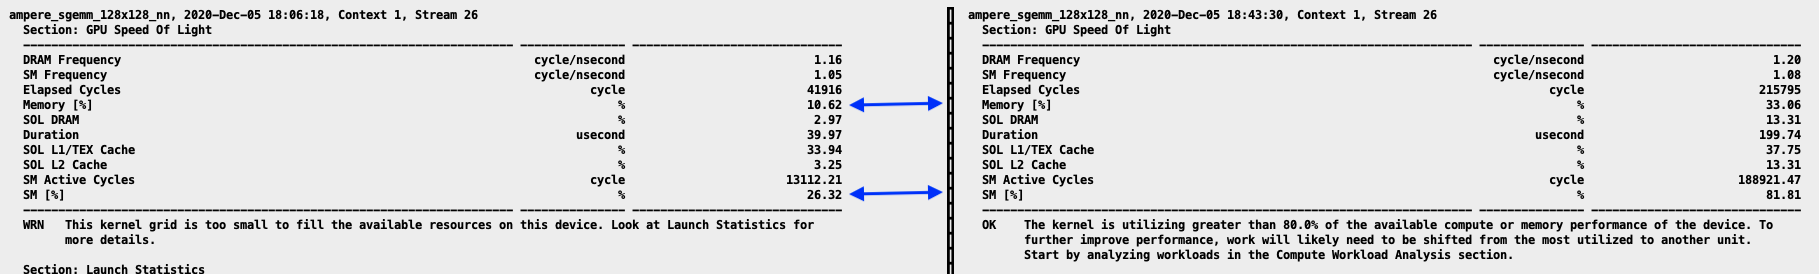 ampere_sgemm_128x128_nn, 2020-Dec-05 18:06:18, Context 1, Stream 26
Section: GPU Speed Of Light
DRAM Frequency cycle/nsecond 1.16
SM Frequency cycle/nsecond 1.05
Elapsed Cycles cycle 41916
Memory [%] % 10.62
SOL DRAM % 2.97
Duration usecond 39.97
SOL L1/TEX Cache % 33.94
SOL L2 Cache % 3.25
SM Active Cycles cycle 13112.21
SM [%] % 26.32
WRN This kernel grid is too small to fill the available resources on this device. Look at Launch Statistics for
more details.
Section: Launch Statistics
ampere_sgemm_128x128_nn, 2020-Dec-05 18:43:30, Context 1, Stream 26
Section: GPU Speed Of Light
DRAM Frequency cycle/nsecond 1.20
SM Frequency cycle/nsecond 1.08
Elapsed Cycles cycle 215795
Memory [%] % 33.06
SOL DRAM % 13.31
Duration usecond 199.74
SOL L1/TEX Cache % 37.75
SOL L2 Cache % 13.31
SM Active Cycles cycle 188921.47
SM [%] % 81.81
OK The kernel is utilizing greater than 80.0% of the available compute or memory performance of the device. To
further improve performance, work will likely need to be shifted from the most utilized to another unit.
Start by analyzing workloads in the Compute Workload Analysis section.